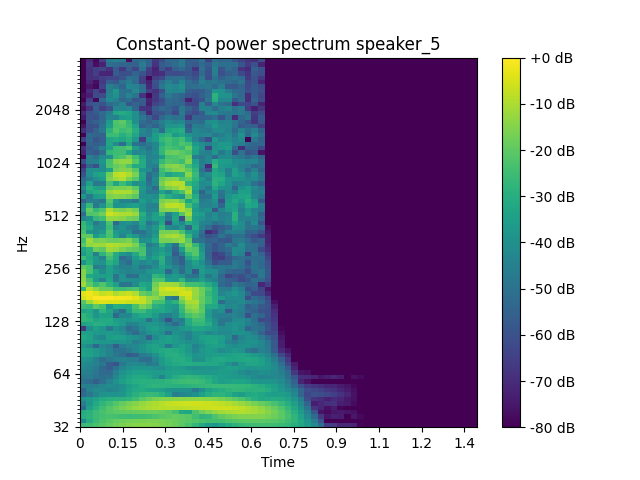 Constant-Q power spectrum speaker_5
Hz
2048
1024
512
256
128
64
32
0 0.15 0.3 0.45 0.6 0.75 0.9 1.1 1.2 1.4
Time
+0 dB
-10 dB
-20 dB
-30 dB
-40 dB
-50 dB
-60 dB
-70 dB
-80 dB